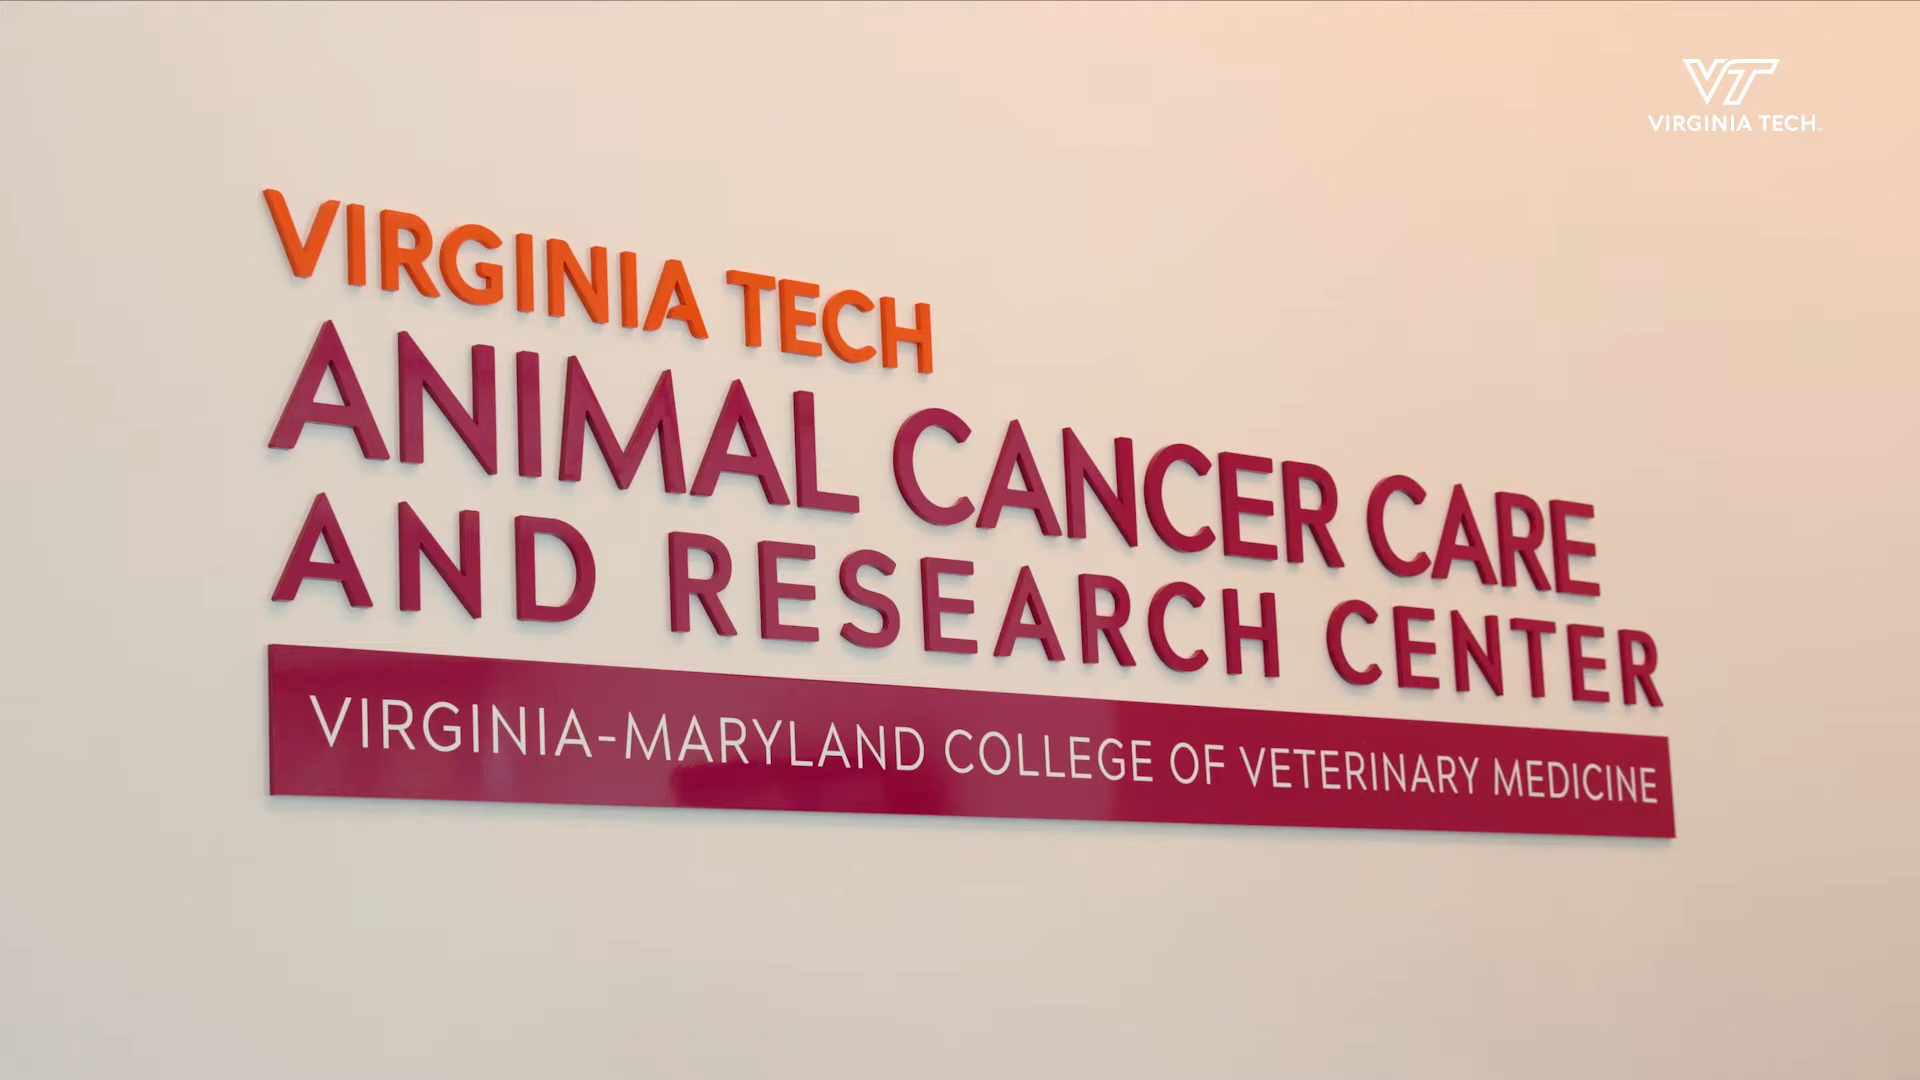 VT
VIRGINIA TECH
VIRGINIA TECH
ANIMAL CANCER CARE
AND RESEARCH CENTER
VIRGINIA-MARYLAND COLLEGE OF VETERINARY MEDICINE